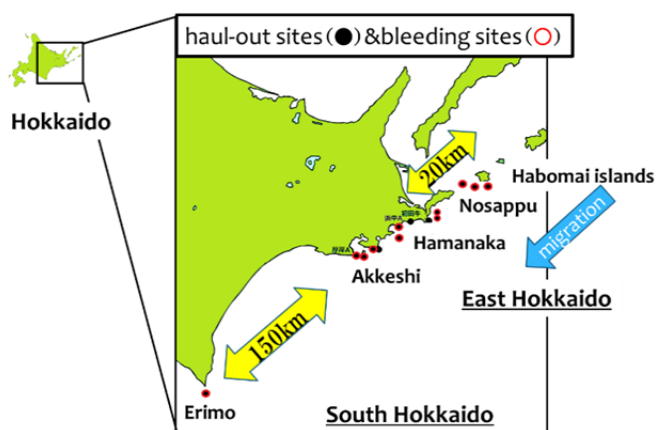 haul-out sites(●)&bleeding sites(○)
Hokkaido
20km
Habomai islands
Nosappu
migration
Hamanaka
Akkeshi
East Hokkaido
150km
Erimo
South Hokkaido